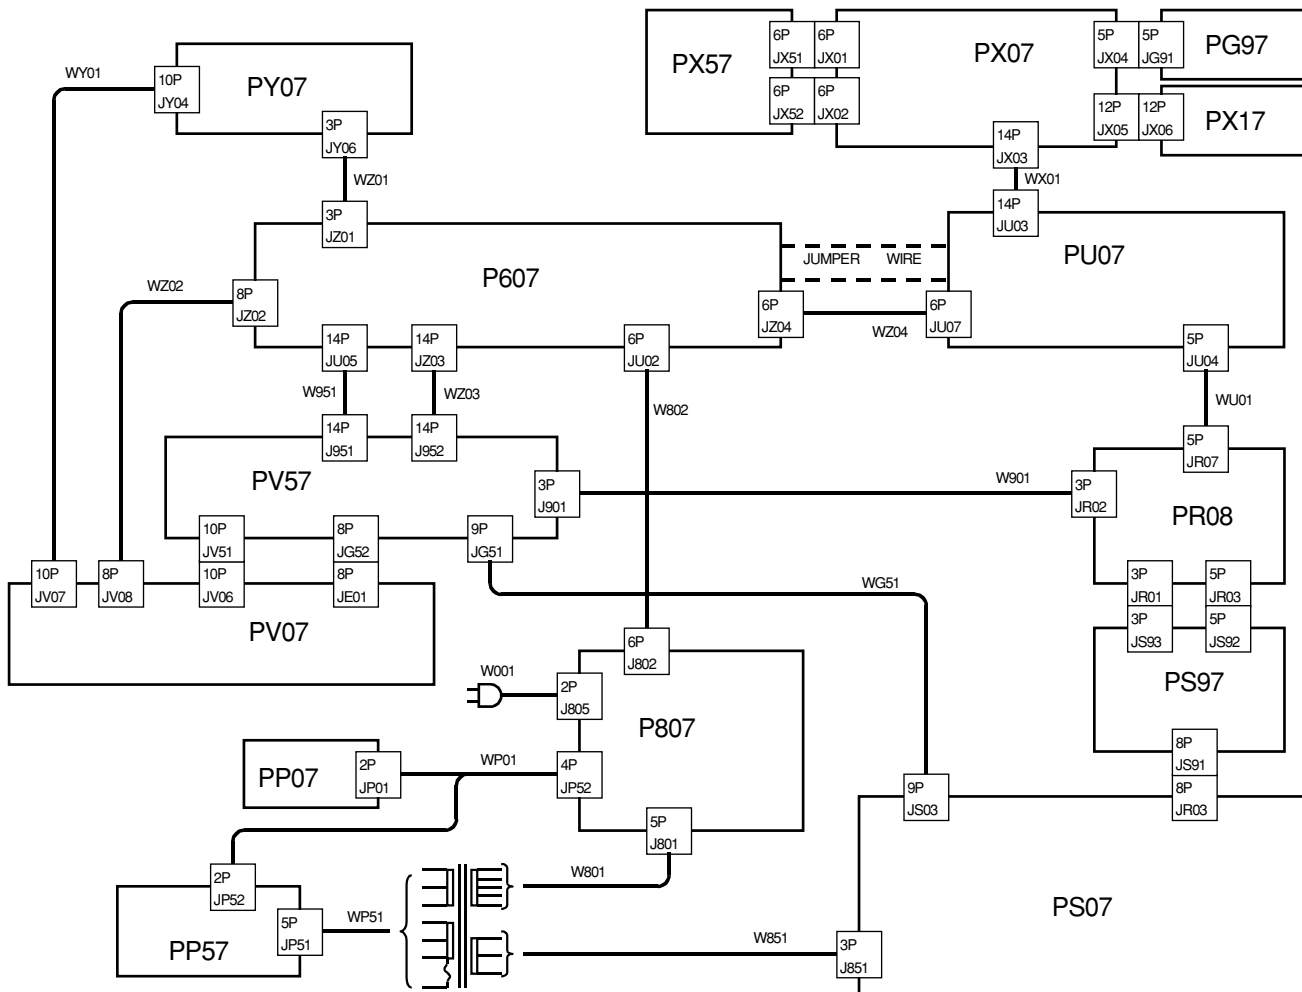 PX57
6P
JX51
6P
JX01
PX07
5P
JX04
5P
JG91
PG97
WY01
10P
JY04
PY07
6P
JX52
6P
JX02
12P
JX05
12P
JX06
PX17
3P
JY06
14P
JX03
WZ01
WX01
3P
JZ01
14P
JU03
P607
JUMPER WIRE
PU07
WZ02
8P
JZ02
6P
JZ04
WZ04
6P
JU07
14P
JU05
14P
JZ03
6P
JU02
5P
JU04
W951
WZ03
W802
WU01
14P
J951
14P
J952
5P
JR07
PV57
3P
J901
W901
3P
JR02
PR08
10P
JV51
8P
JG52
9P
JG51
10P
JV07
8P
JV08
10P
JV06
8P
JE01
WG51
3P
JR01
5P
JR03
PV07
3P
JS93
5P
JS92
6P
J802
W001
2P
J805
P807
PS97
PP07
2P
JP01
WP01
4P
JP52
8P
JS91
9P
JS03
8P
JR03
5P
J801
2P
JP52
W801
5P
JP51
WP51
PP57
W851
3P
J851
PS07